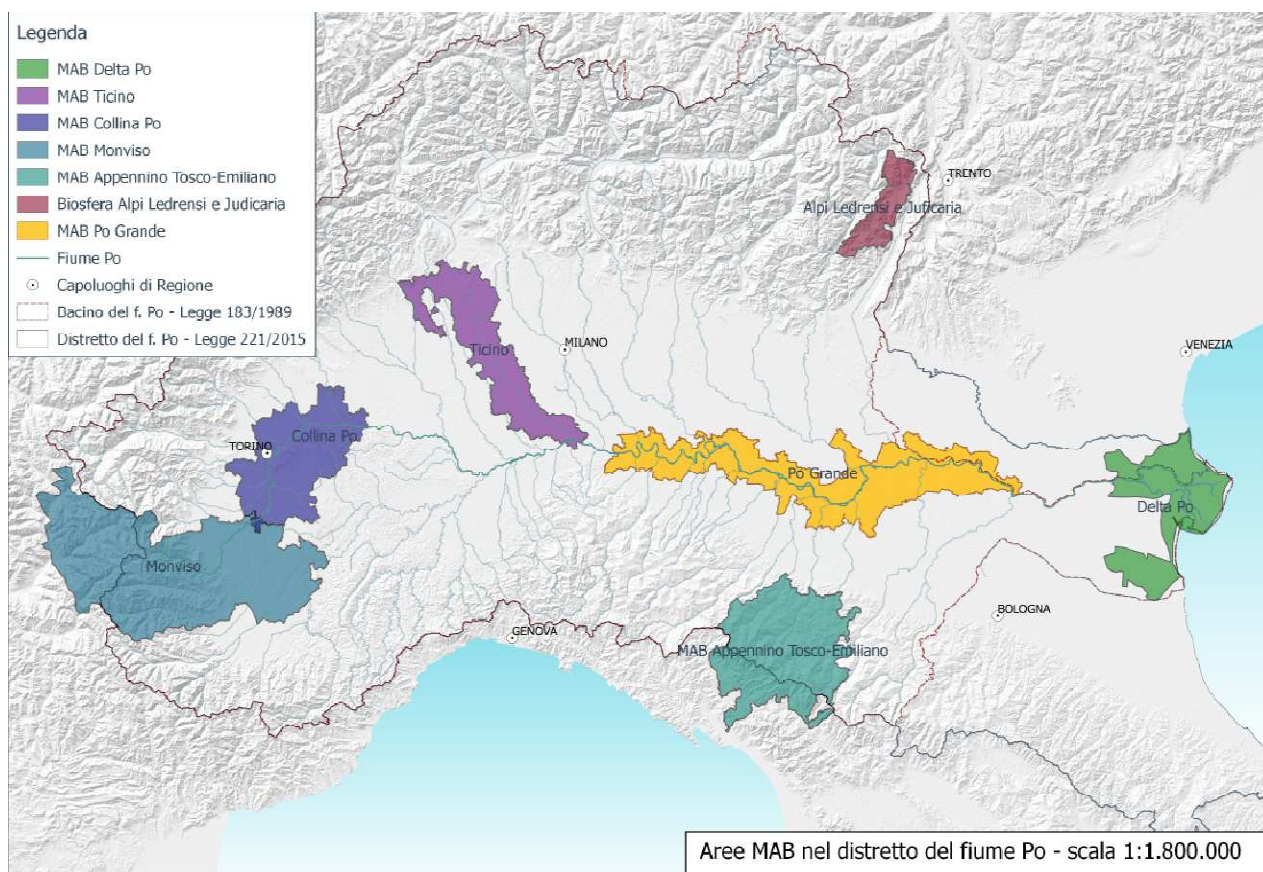 Legenda
MAB Delta Po
MAB Ticino
MAB Collina Po
MAB Monviso
MAB Appennino Tosco-Emiliano
Biosfera Alpi Ledrensi e Judicaria
MAB Po Grande
Fiume Po
Capoluoghi di Regione
Dacino del f. Po - Legge 183/1989
Distretto del f. Po - Legge 221/2015
TRENTO
Alpi Ledrensi e Judicaria
MILANO
Ticino
VENEZIA
TORINO
Collina Po
Po Grande
Delta Po
Monviso
BOLOGNA
GENOVA
MAB Appennino Tosco-Emiliano
Aree MAB nel distretto del fiume Po - scala 1:1.800.000